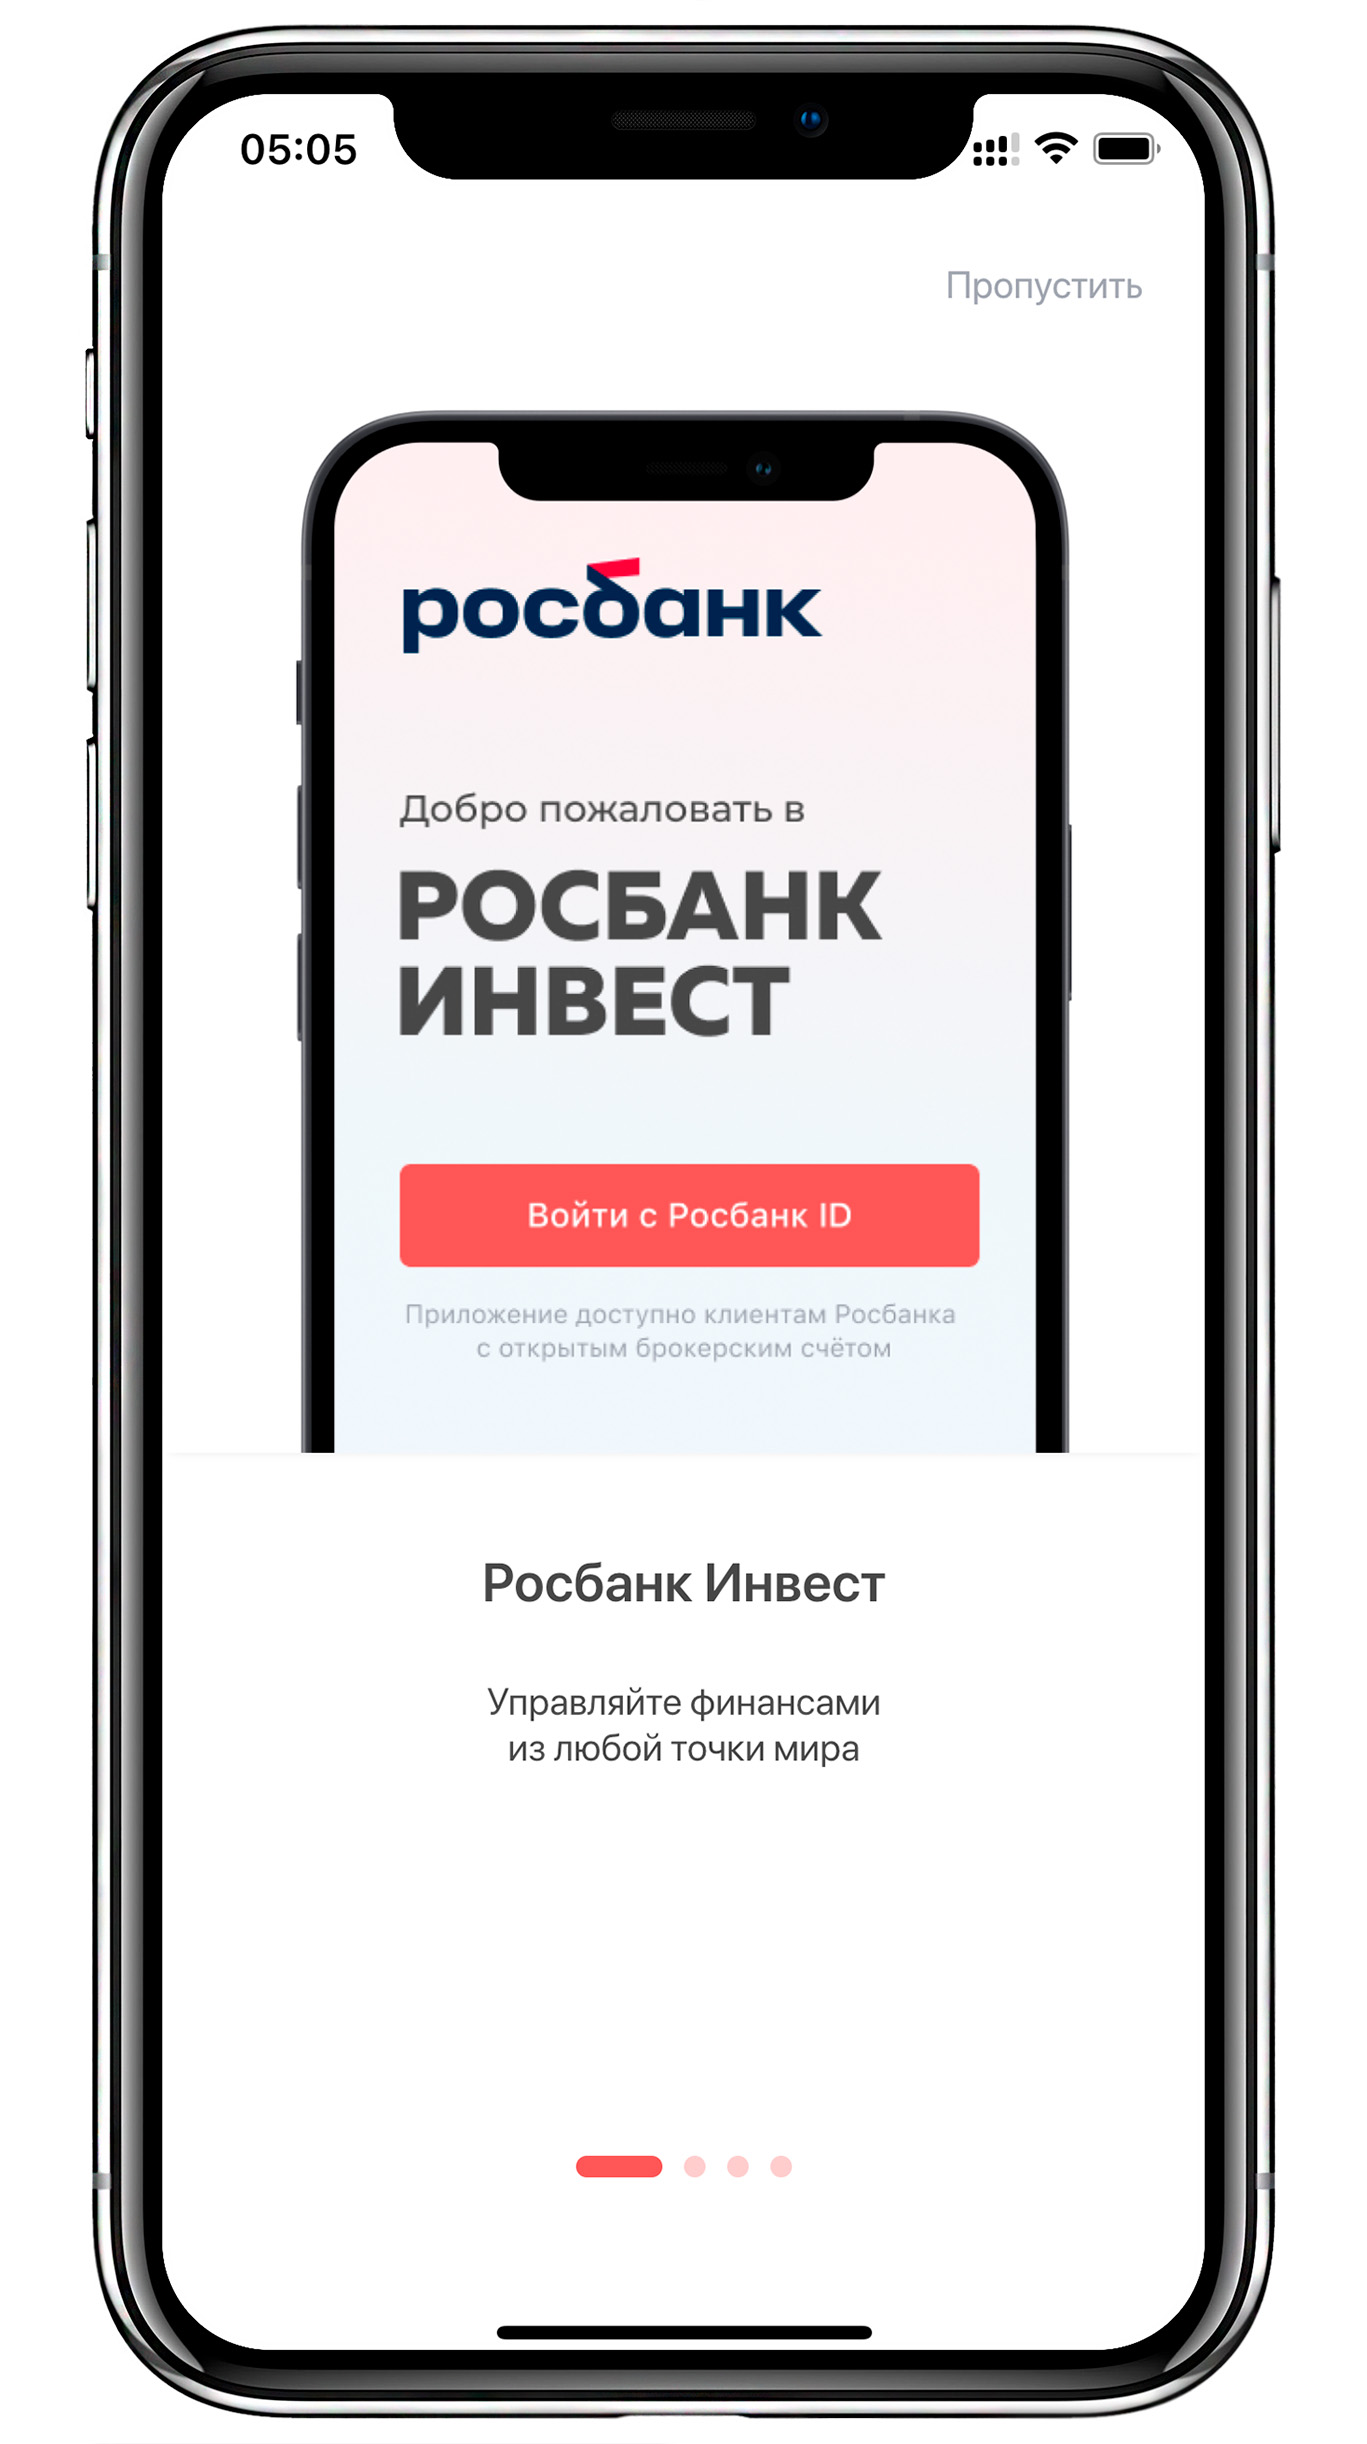 05:05
Пропустить
росбанк
Добро пожаловать в
РОСБАНК
ИНВЕСТ
Войти с Росбанк ID
Приложение доступно клиентам Росбанка
с открытым брокерским счётом
Росбанк Инвест
Управляйте финансами
из любой точки мира